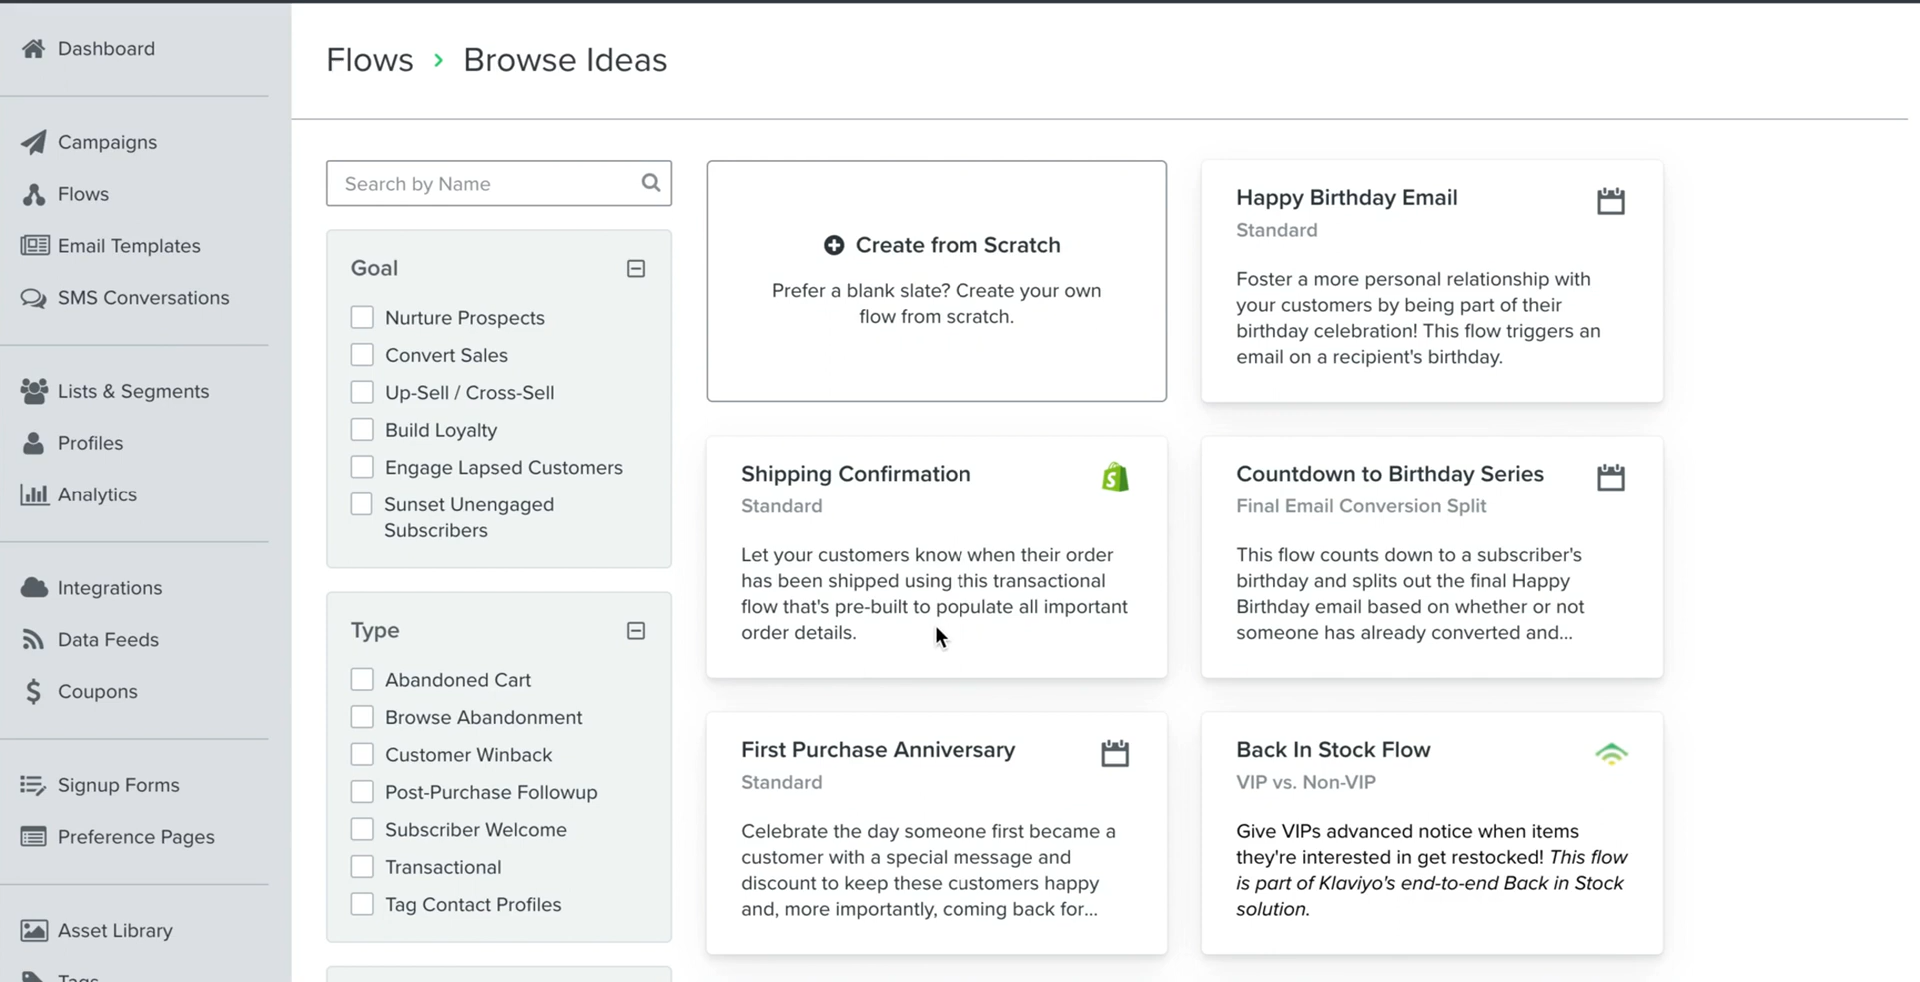 Dashboard
Campaigns
Flows
Email Templates
SMS Conversations
Lists & Segments
Profiles
Analytics
Integrations
Data Feeds
Coupons
Signup Forms
Preference Pages
Asset Library
Tags
Flows › Browse Ideas
Search by Name
Goal
Nurture Prospects
Convert Sales
Up-Sell / Cross-Sell
Build Loyalty
Engage Lapsed Customers
Sunset Unengaged
Subscribers
Type
Abandoned Cart
Browse Abandonment
Customer Winback
Post-Purchase Followup
Subscriber Welcome
Transactional
Tag Contact Profiles
Create from Scratch
Prefer a blank slate? Create your own
flow from scratch.
Happy Birthday Email
Standard
Foster a more personal relationship with
your customers by being part of their
birthday celebration! This flow triggers an
email on a recipient's birthday.
Shipping Confirmation
Standard
Let your customers know when their order
has been shipped using this transactional
flow that's pre-built to populate all important
order details.
Countdown to Birthday Series
Final Email Conversion Split
This flow counts down to a subscriber's
birthday and splits out the final Happy
Birthday email based on whether or not
someone has already converted and...
First Purchase Anniversary
Standard
Celebrate the day someone first became a
customer with a special message and
discount to keep these customers happy
and, more importantly, coming back for...
Back In Stock Flow
VIP vs. Non-VIP
Give VIPs advanced notice when items
they're interested in get restocked! This flow
is part of Klaviyo's end-to-end Back in Stock
solution.